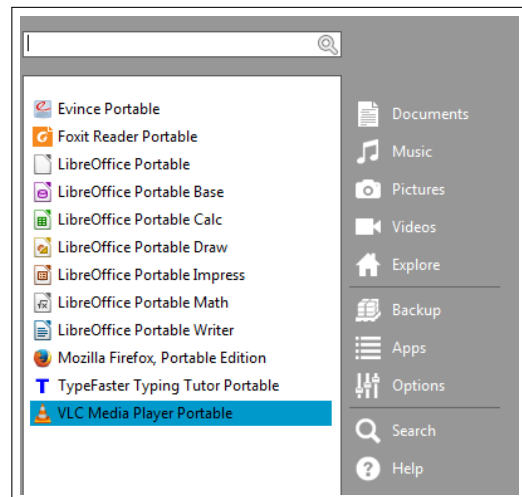 Evince Portable
Foxit Reader Portable
LibreOffice Portable
LibreOffice Portable Base
LibreOffice Portable Calc
LibreOffice Portable Draw
LibreOffice Portable Impress
LibreOffice Portable Math
LibreOffice Portable Writer
Mozilla Firefox, Portable Edition
TypeFaster Typing Tutor Portable
VLC Media Player Portable
Documents
Music
Pictures
Videos
Explore
Backup
Apps
Options
Search
Help